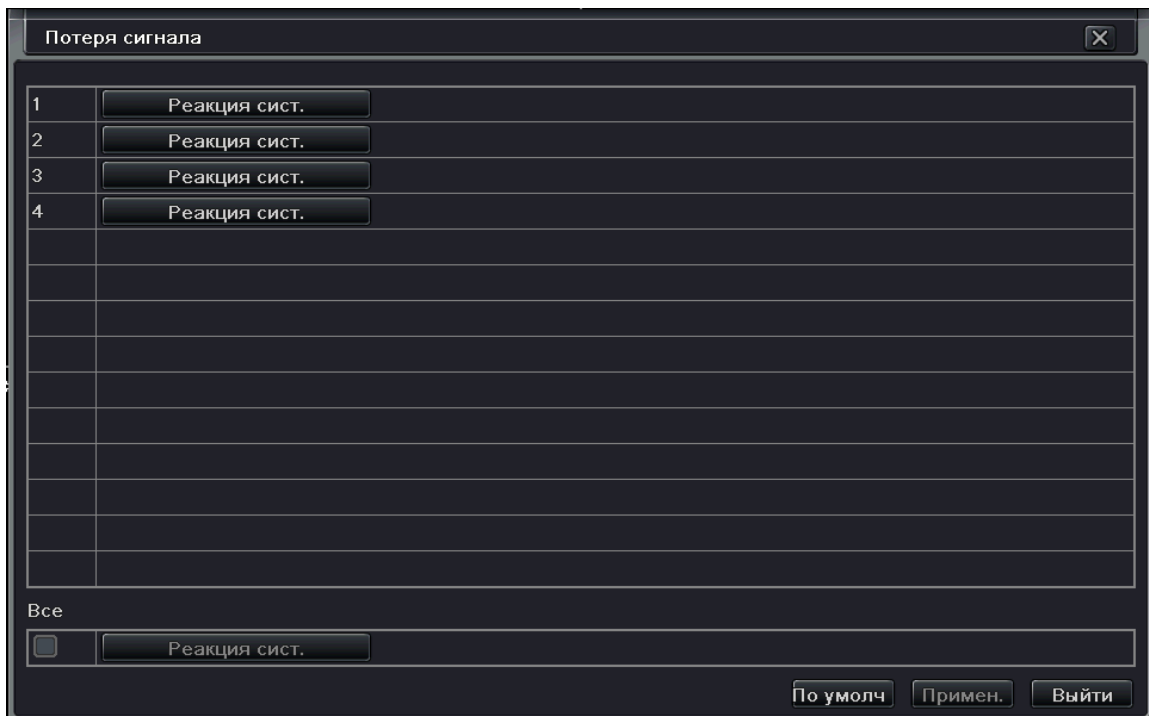 Потеря сигнала
1 Реакция сист.
2 Реакция сист.
3 Реакция сист.
4 Реакция сист.
Все
Реакция сист.
По умолч Примен. Выйти